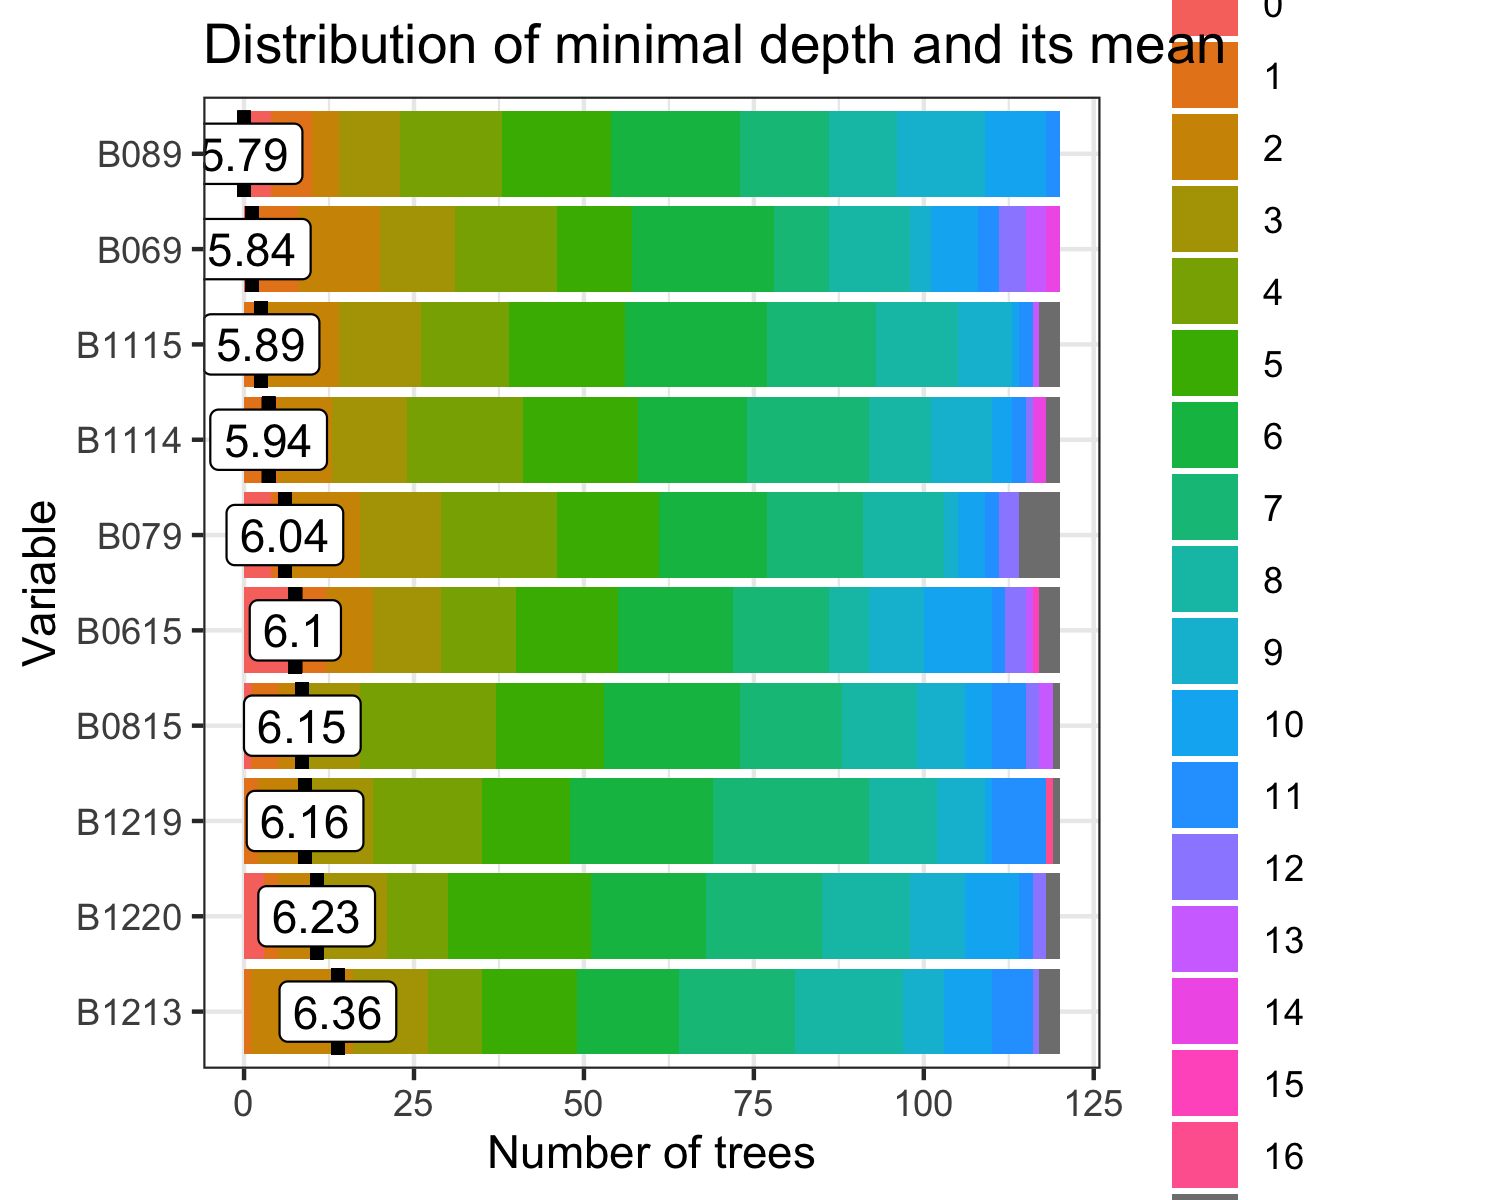 Distribution of minimal depth and its mean
Variable
B089
B069
B1115
B1114
B079
B0615
B0815
B1219
B1220
B1213
5.79
5.84
5.89
5.94
6.04
6.1
6.15
6.16
6.23
6.36
0
25
50
75
100
125
Number of trees
0
1
2
3
4
5
6
7
8
9
10
11
12
13
14
15
16